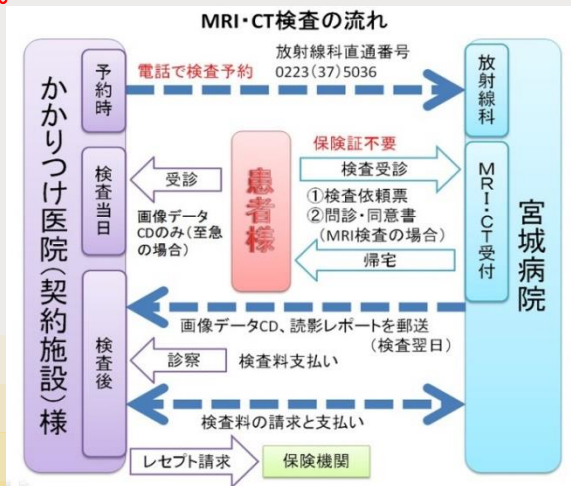 MRI・CT検査の流れ
かかりつけ医院(契約施設)様
予約時
電話で検査予約
放射線科直通番号
0223(37)5036
放射線科
宮城病院
検査当日
受診
画像データ
CDのみ(至急
の場合)
患者様
保険証不要
検査受診
①検査依頼票
②問診・同意書
(MRI検査の場合)
帰宅
MRI・CT受付
画像データCD、読影レポートを郵送
(検査翌日)
検査後
診察
検査料支払い
検査料の請求と支払い
レセプト請求
保険機関